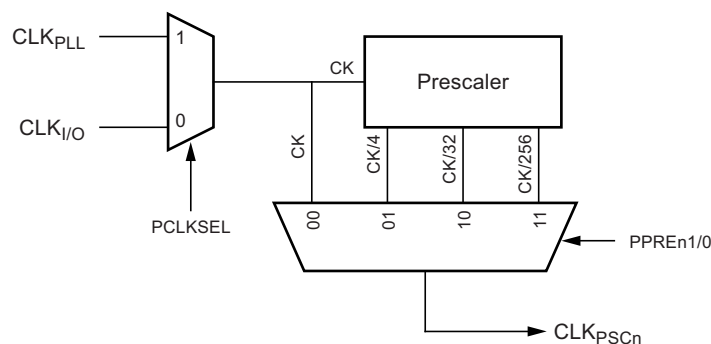 CLKPLL
1
CK
Prescaler
CLKI/O
0
CK
CK/4
CK/32
CK/256
PCLKSEL
00
01
10
11
PPREn1/0
CLKPSCn